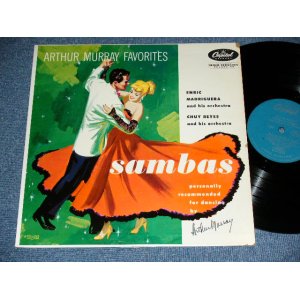 ARTHUR MURRAY FAVORITES
Capitol
ENRIC
MADRIGUERA
and his orchestra
CHUY REYES
and his orchestra
sambas
personally
recommended
for dancing
by
Arthur Murray